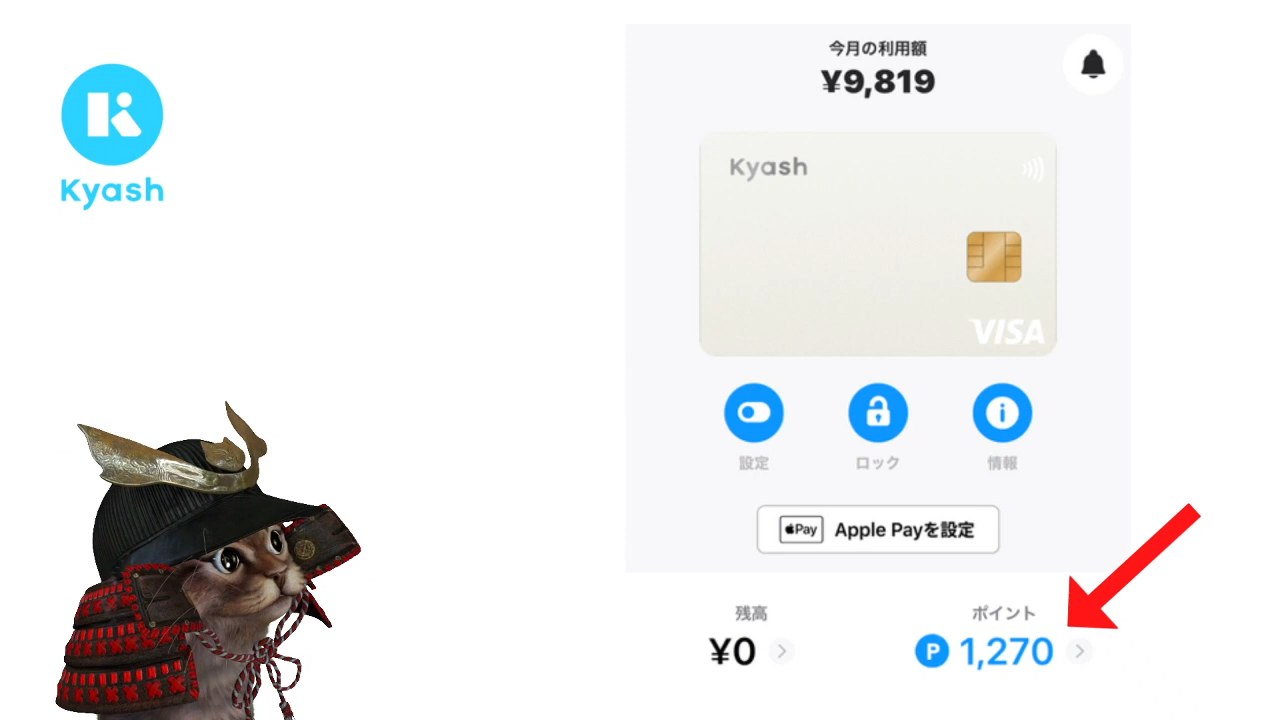 Kyash
今月の利用額
¥9,819
Kyash
VISA
設定
ロック
情報
Pay Apple Payを設定
残高
ポイント
¥0
P 1,270